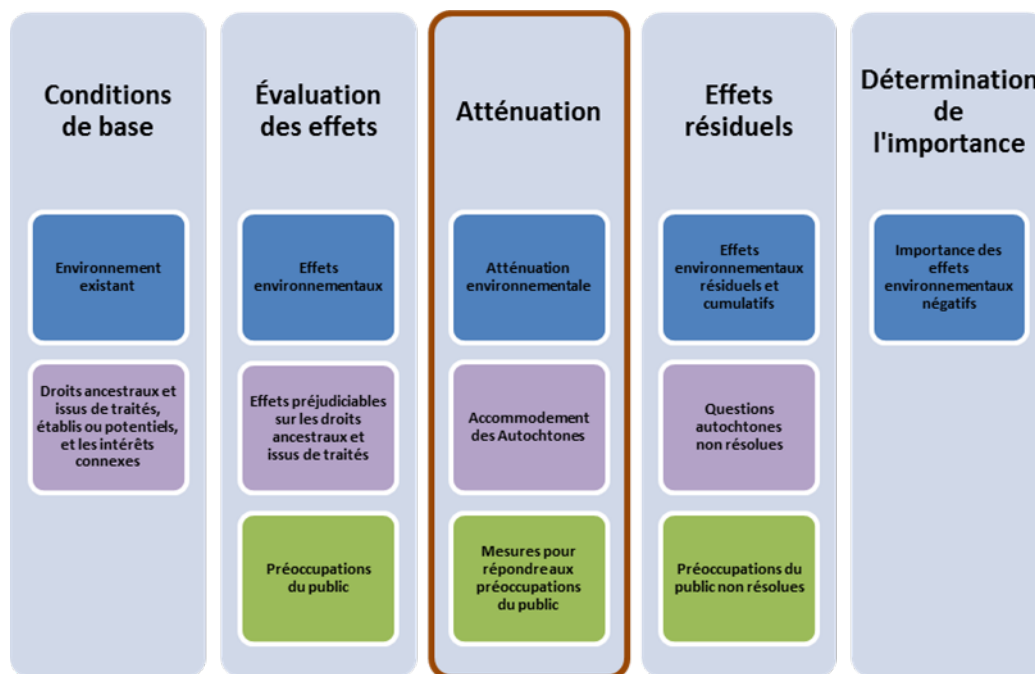 Conditions
de base
Environnement
existant
Droits ancestraux et
issus de traités,
établis ou potentiels,
et les intérêts
connexes
Évaluation
des effets
Effets
environnementaux
Effets préjudiciables
sur les droits
ancestraux et
issus de traités
Préoccupations
du public
Atténuation
Atténuation
environnementale
Accommodement
des Autochtones
Mesures pour
répondre aux
préoccupations
du public
Effets
résiduels
Effets
environnementaux
résiduels et
cumulatifs
Questions
autochtones
non résolues
Préoccupations du
public non résolues
Détermination
de
l'importance
Importance des
effets
environnementaux
négatifs